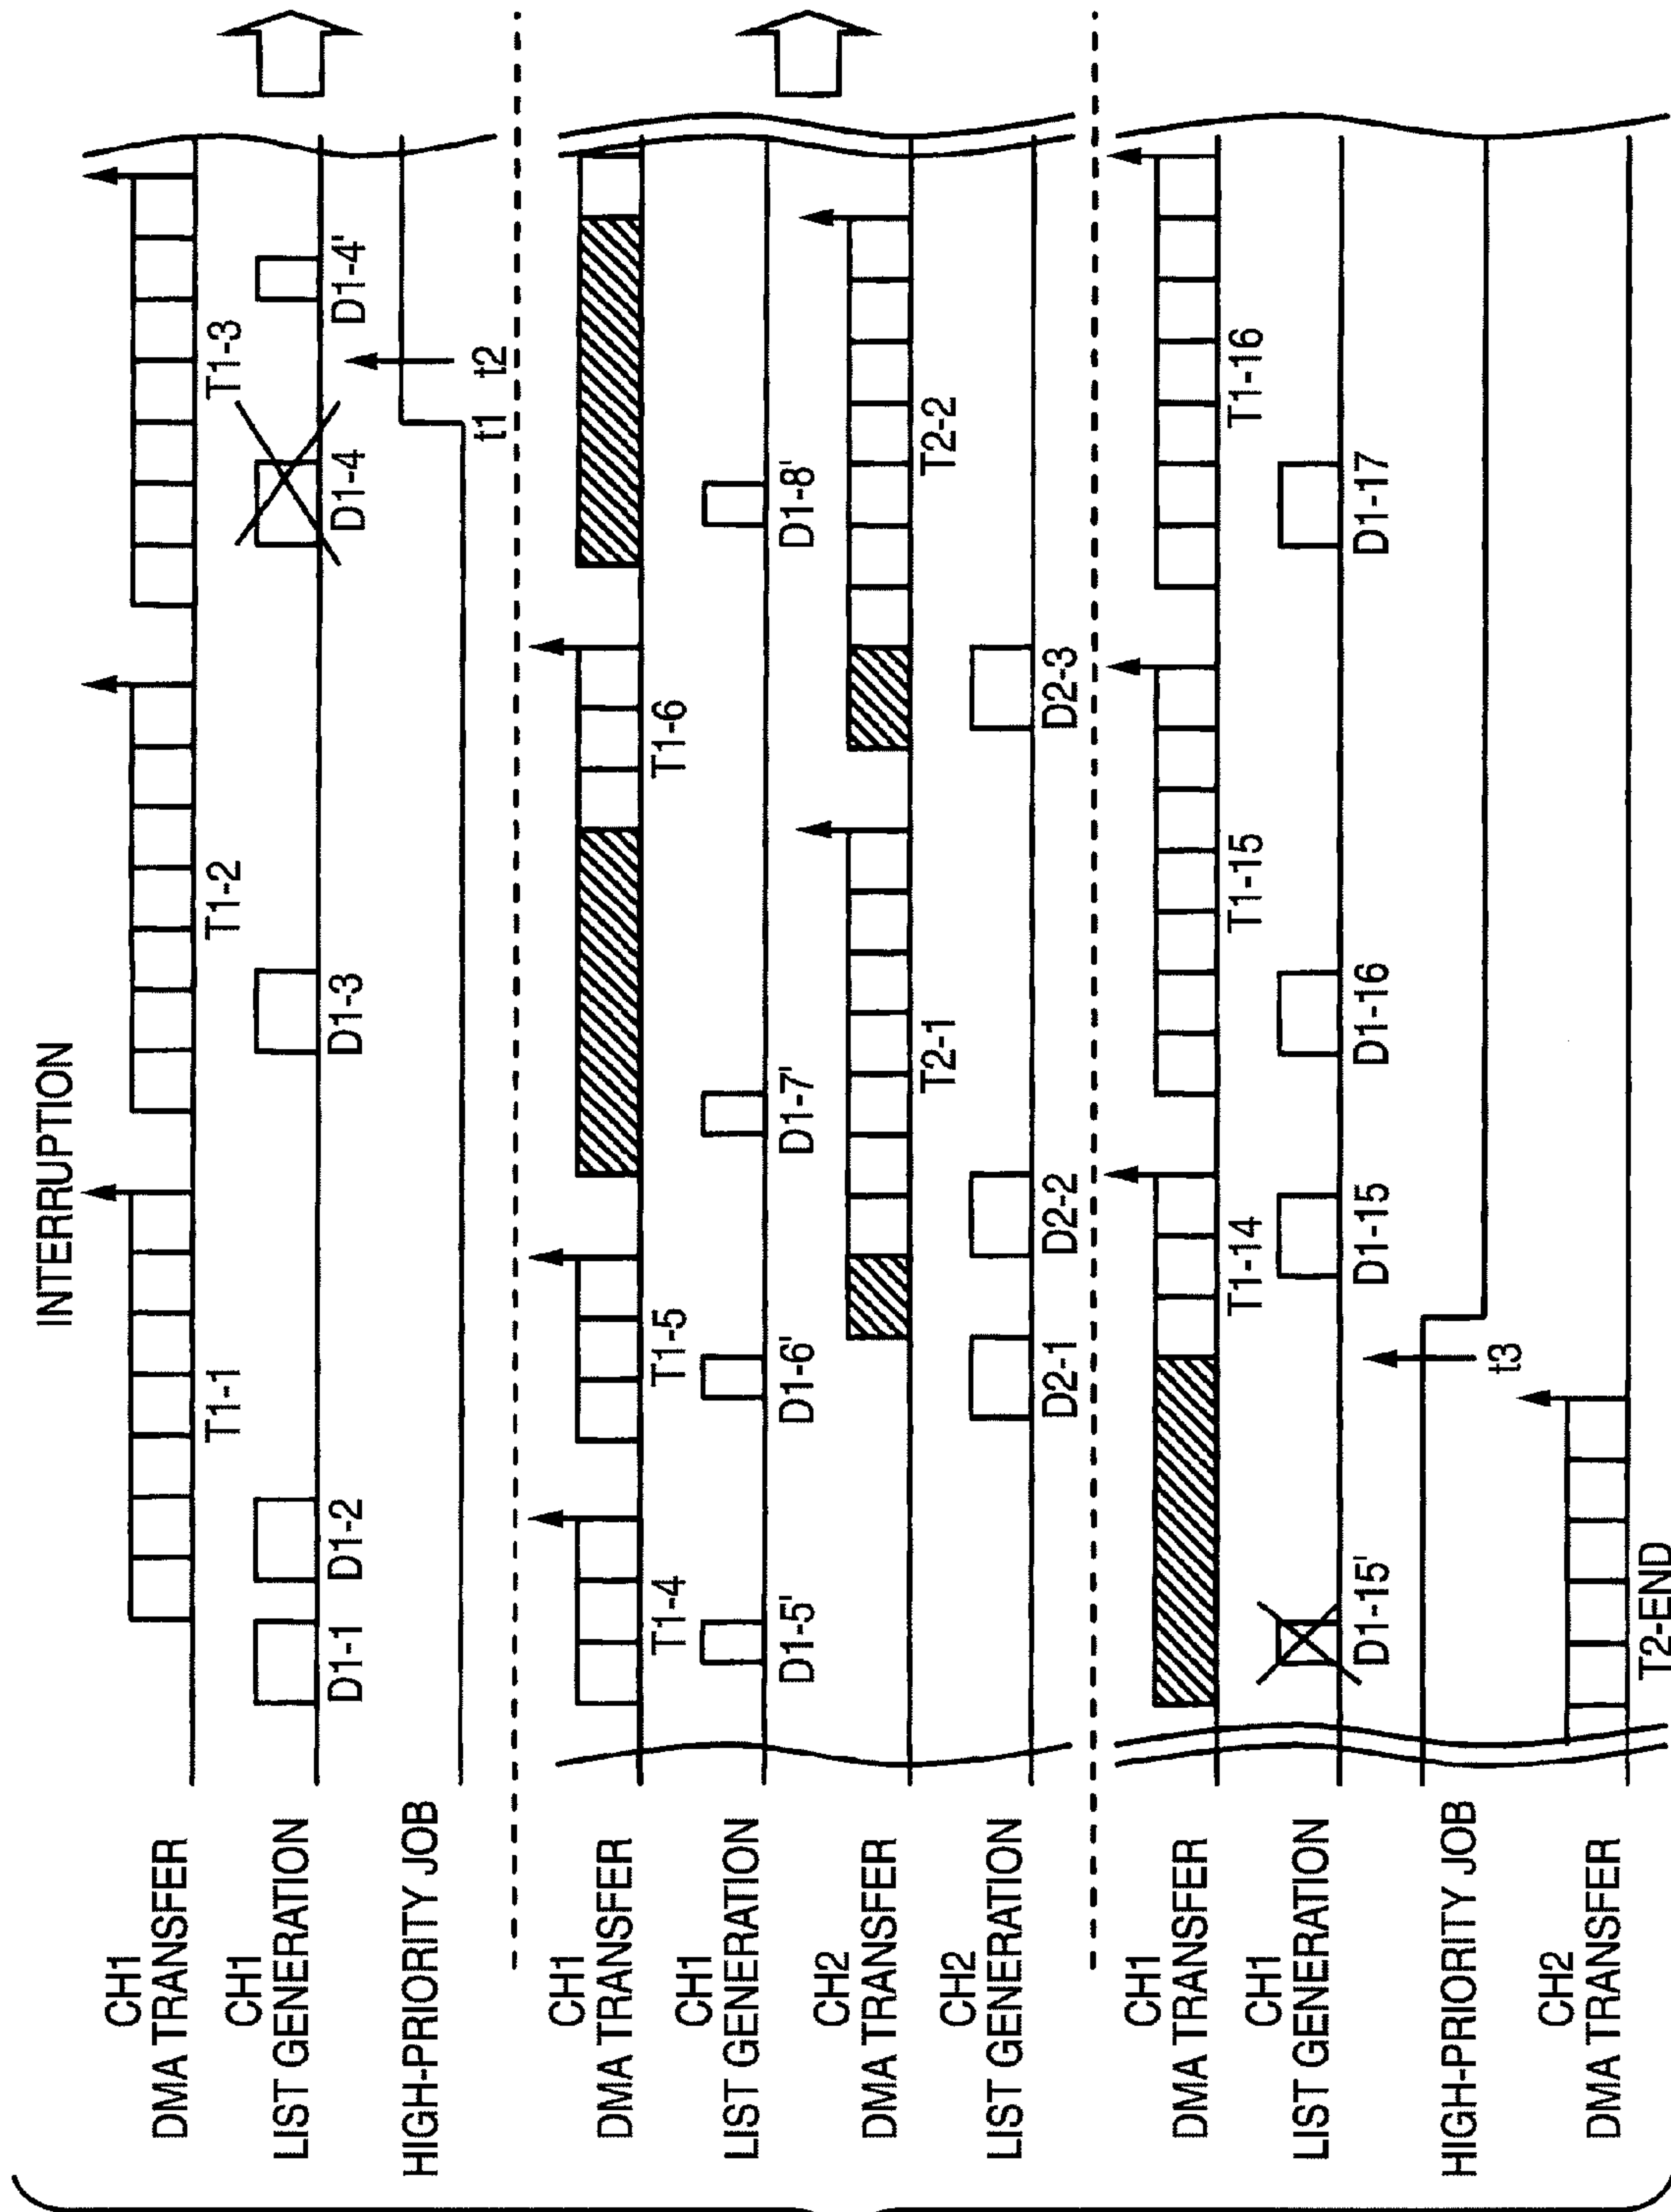 INTERRUPTION
CH1
DMA TRANSFER
T1-1
T1-2
T1-3
CH1
LIST GENERATION
D1-1
D1-2
D1-3
D1-4
D1-4'
HIGH-PRIORITY JOB
t1
t2
CH1
DMA TRANSFER
T1-4
T1-5
T1-6
CH1
LIST GENERATION
D1-5'
D1-6'
D1-7'
D1-8'
CH2
DMA TRANSFER
T2-1
T2-2
CH2
LIST GENERATION
D2-1
D2-2
D2-3
CH1
DMA TRANSFER
T1-14
T1-15
T1-16
CH1
LIST GENERATION
D1-15'
D1-15
D1-16
D1-17
HIGH-PRIORITY JOB
t3
CH2
DMA TRANSFER
T2-END